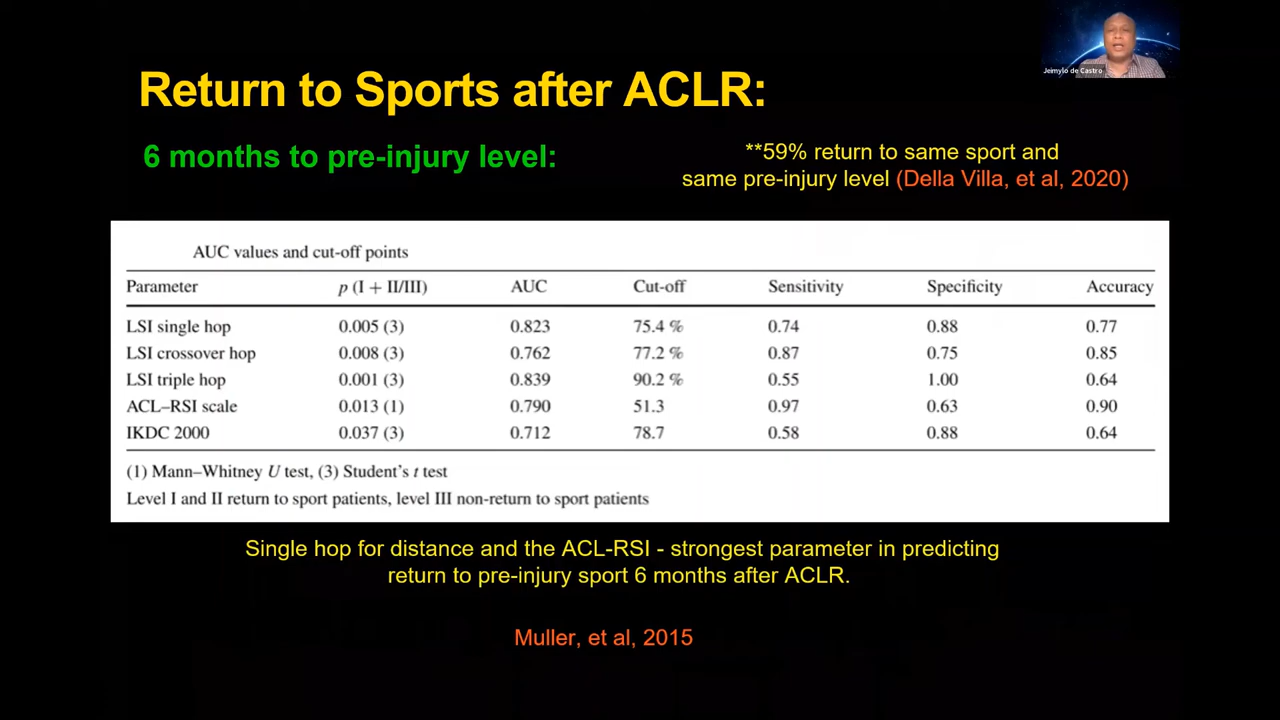 Jeimylo de Castro
Return to Sports after ACLR:
6 months to pre-injury level:
**59% return to same sport and
same pre-injury level (Della Villa, et al, 2020)
AUC values and cut-off points
Parameter p (I + II/III) AUC Cut-off Sensitivity Specificity Accuracy
LSI single hop 0.005 (3) 0.823 75.4 % 0.74 0.88 0.77
LSI crossover hop 0.008 (3) 0.762 77.2 % 0.87 0.75 0.85
LSI triple hop 0.001 (3) 0.839 90.2 % 0.55 1.00 0.64
ACL–RSI scale 0.013 (1) 0.790 51.3 0.97 0.63 0.90
IKDC 2000 0.037 (3) 0.712 78.7 0.58 0.88 0.64
(1) Mann–Whitney U test, (3) Student's t test
Level I and II return to sport patients, level III non-return to sport patients
Single hop for distance and the ACL-RSI - strongest parameter in predicting
return to pre-injury sport 6 months after ACLR.
Muller, et al, 2015